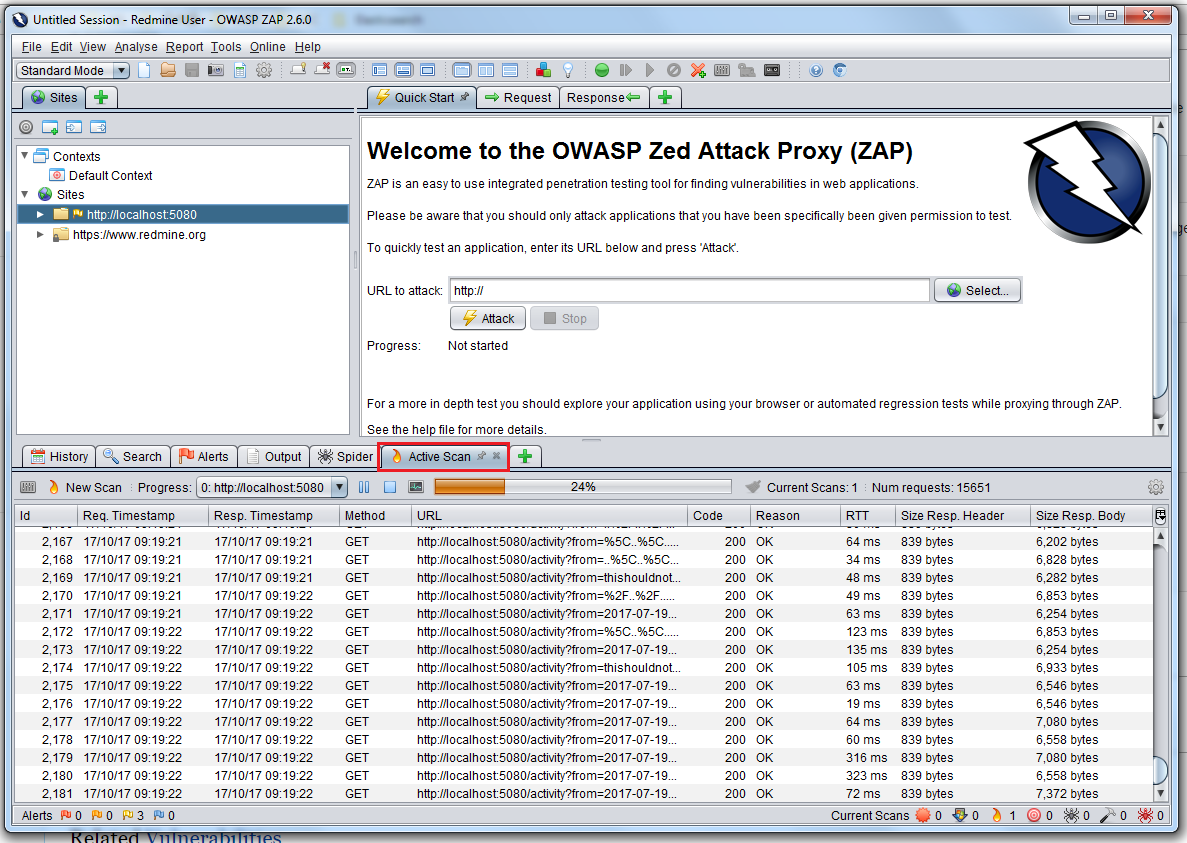 Untitled Session - Redmine User - OWASP ZAP 2.6.0
File Edit View Analyse Report Tools Online Help
Standard Mode
Sites
Quick Start Request Response
Contexts
Default Context
Sites
http://localhost:5080
https://www.redmine.org
Welcome to the OWASP Zed Attack Proxy (ZAP)
ZAP is an easy to use integrated penetration testing tool for finding vulnerabilities in web applications.
Please be aware that you should only attack applications that you have been specifically been given permission to test.
To quickly test an application, enter its URL below and press 'Attack'.
URL to attack: http:// Select...
Attack Stop
Progress: Not started
For a more in depth test you should explore your application using your browser or automated regression tests while proxying through ZAP.
See the help file for more details.
History Search Alerts Output Spider Active Scan
New Scan Progress: 0: http://localhost:5080 24% Current Scans: 1 Num requests: 15651
Id Req. Timestamp Resp. Timestamp Method URL Code Reason RTT Size Resp. Header Size Resp. Body
2,167 17/10/17 09:19:21 17/10/17 09:19:21 GET http://localhost:5080/activity?from=%5C..%5C..... 200 OK 64 ms 839 bytes 6,202 bytes
2,168 17/10/17 09:19:21 17/10/17 09:19:21 GET http://localhost:5080/activity?from=..%5C..%5C... 200 OK 34 ms 839 bytes 6,828 bytes
2,169 17/10/17 09:19:21 17/10/17 09:19:21 GET http://localhost:5080/activity?from=thishouldnot... 200 OK 48 ms 839 bytes 6,282 bytes
2,170 17/10/17 09:19:21 17/10/17 09:19:22 GET http://localhost:5080/activity?from=%2F..%2F..... 200 OK 49 ms 839 bytes 6,853 bytes
2,171 17/10/17 09:19:21 17/10/17 09:19:22 GET http://localhost:5080/activity?from=2017-07-19... 200 OK 63 ms 839 bytes 6,254 bytes
2,172 17/10/17 09:19:22 17/10/17 09:19:22 GET http://localhost:5080/activity?from=%5C..%5C..... 200 OK 123 ms 839 bytes 6,853 bytes
2,173 17/10/17 09:19:22 17/10/17 09:19:22 GET http://localhost:5080/activity?from=2017-07-19... 200 OK 135 ms 839 bytes 6,254 bytes
2,174 17/10/17 09:19:22 17/10/17 09:19:22 GET http://localhost:5080/activity?from=thishouldnot... 200 OK 105 ms 839 bytes 6,933 bytes
2,175 17/10/17 09:19:22 17/10/17 09:19:22 GET http://localhost:5080/activity?from=2017-07-19... 200 OK 63 ms 839 bytes 6,546 bytes
2,176 17/10/17 09:19:22 17/10/17 09:19:22 GET http://localhost:5080/activity?from=2017-07-19... 200 OK 19 ms 839 bytes 6,546 bytes
2,177 17/10/17 09:19:22 17/10/17 09:19:22 GET http://localhost:5080/activity?from=2017-07-19... 200 OK 64 ms 839 bytes 7,080 bytes
2,178 17/10/17 09:19:22 17/10/17 09:19:22 GET http://localhost:5080/activity?from=2017-07-19... 200 OK 60 ms 839 bytes 6,558 bytes
2,179 17/10/17 09:19:22 17/10/17 09:19:22 GET http://localhost:5080/activity?from=2017-07-19... 200 OK 316 ms 839 bytes 7,080 bytes
2,180 17/10/17 09:19:22 17/10/17 09:19:22 GET http://localhost:5080/activity?from=2017-07-19... 200 OK 323 ms 839 bytes 6,558 bytes
2,181 17/10/17 09:19:22 17/10/17 09:19:22 GET http://localhost:5080/activity?from=2017-07-19... 200 OK 72 ms 839 bytes 7,372 bytes
Alerts 0 0 3 0 Current Scans 0 0 1 0 0 0 0
Related Vulnerabilities